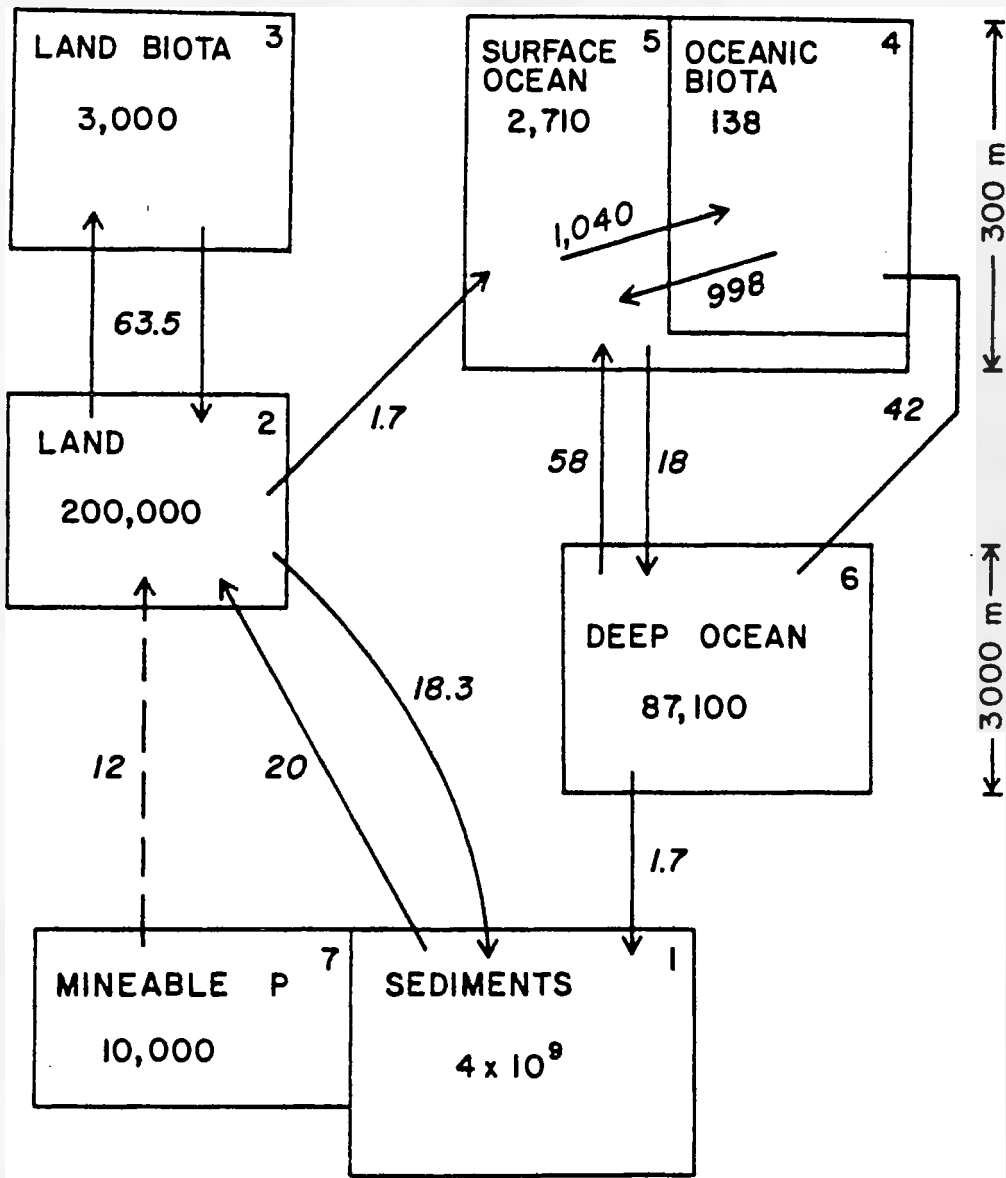 LAND BIOTA 3
3,000
63.5
LAND 2
200,000
SURFACE OCEAN 5
2,710
OCEANIC BIOTA 4
138
1,040
998
300 m
1.7
58
18
42
6
DEEP OCEAN
87,100
3000 m
18.3
12
20
1.7
MINEABLE P 7
10,000
SEDIMENTS 1
4 x 10⁹